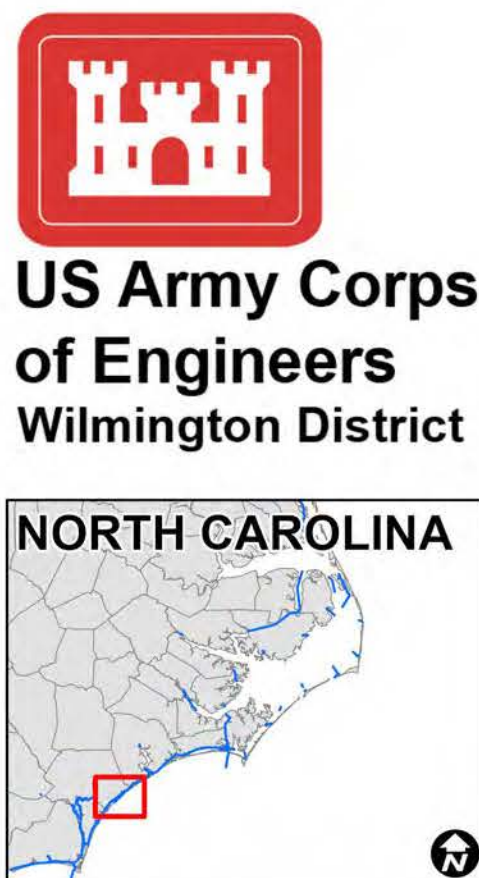 US Army Corps
of Engineers
Wilmington District
NORTH CAROLINA
N